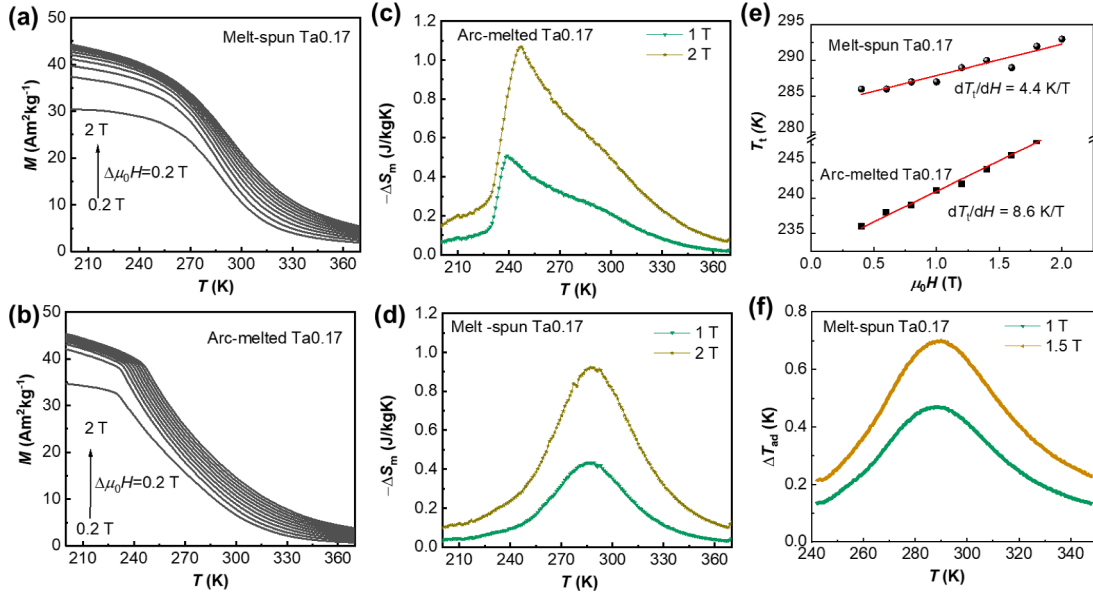 (a)
50
40
30
20
10
0
M (Am²kg⁻¹)
Melt-spun Ta0.17
2 T
Δμ₀H=0.2 T
0.2 T
210 240 270 300 330 360
T (K)
(b)
50
40
30
20
10
0
M (Am²kg⁻¹)
Arc-melted Ta0.17
2 T
Δμ₀H=0.2 T
0.2 T
210 240 270 300 330 360
T (K)
(c)
1.2
1.0
0.8
0.6
0.4
0.2
0.0
−ΔSm (J/kgK)
Arc-melted Ta0.17
1 T
2 T
210 240 270 300 330 360
T (K)
(d)
1.2
1.0
0.8
0.6
0.4
0.2
0.0
−ΔSm (J/kgK)
Melt -spun Ta0.17
1 T
2 T
210 240 270 300 330 360
T (K)
(e)
295
290
285
280
245
240
235
Tt (K)
Melt-spun Ta0.17
dTt/dH = 4.4 K/T
Arc-melted Ta0.17
dTt/dH = 8.6 K/T
0.0 0.5 1.0 1.5 2.0
μ₀H (T)
(f)
0.8
0.6
0.4
0.2
0.0
ΔTad (K)
Melt-spun Ta0.17
1 T
1.5 T
240 260 280 300 320 340
T (K)